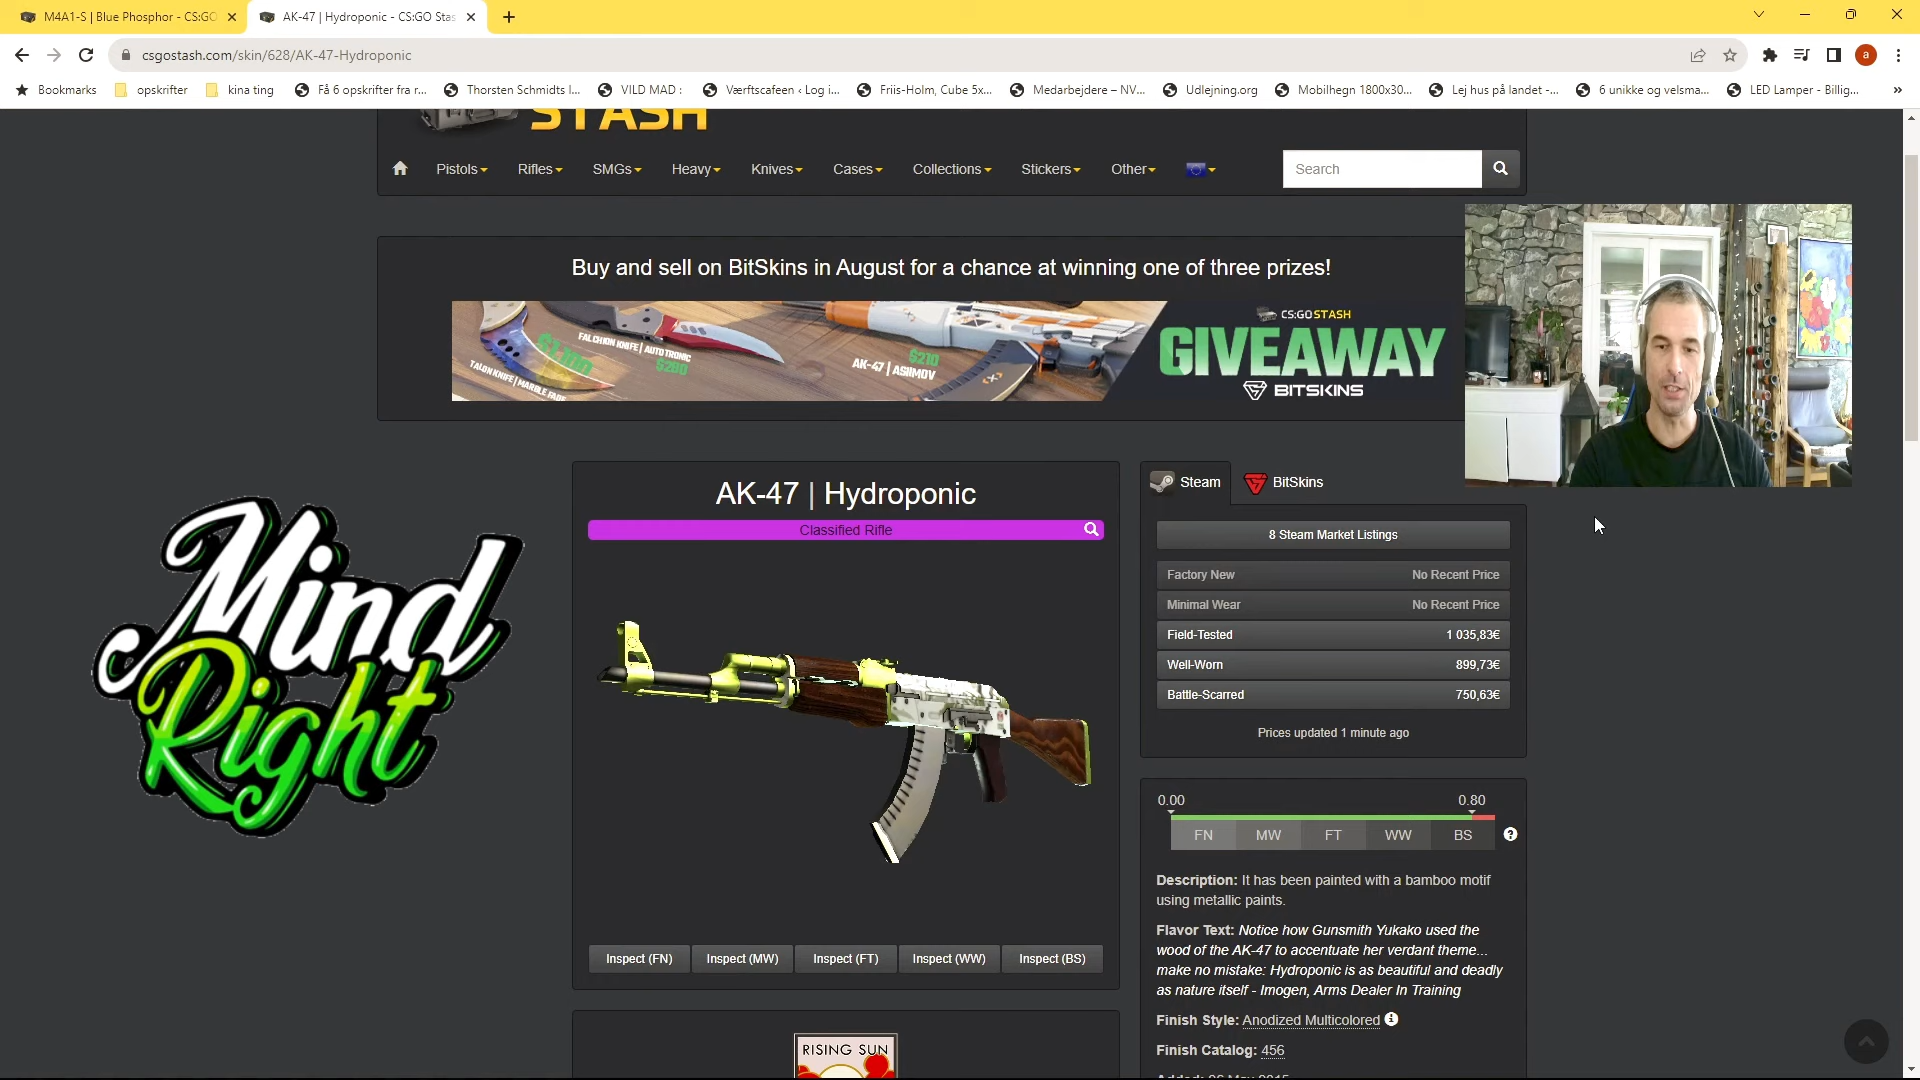 M4A1-S | Blue Phosphor - CS:GO
AK-47 | Hydroponic - CS:GO Stas
csgostash.com/skin/628/AK-47-Hydroponic
a
Bookmarks
opskrifter
kina ting
Få 6 opskrifter fra r...
Thorsten Schmidts I...
VILD MAD :
Værftscafeen ‹ Log i...
Friis-Holm, Cube 5x...
Medarbejdere – NV...
Udlejning.org
Mobilhegn 1800x30...
Lej hus på landet -...
6 unikke og velsma...
LED Lamper - Billig...
»
STASH
Pistols
Rifles
SMGs
Heavy
Knives
Cases
Collections
Stickers
Other
Search
Buy and sell on BitSkins in August for a chance at winning one of three prizes!
TALON KNIFE | MARBLE FADE
$1,100
FALCHION KNIFE | AUTOTRONIC
$280
AK-47 | ASIIMOV
$210
CS:GOSTASH
GIVEAWAY
BITSKINS
Mind
Right
AK-47 | Hydroponic
Classified Rifle
Inspect (FN)
Inspect (MW)
Inspect (FT)
Inspect (WW)
Inspect (BS)
RISING SUN
Steam
BitSkins
8 Steam Market Listings
Factory New No Recent Price
Minimal Wear No Recent Price
Field-Tested 1 035,83€
Well-Worn 899,73€
Battle-Scarred 750,63€
Prices updated 1 minute ago
0.00 0.80
FN MW FT WW BS
Description: It has been painted with a bamboo motif
using metallic paints.
Flavor Text: Notice how Gunsmith Yukako used the
wood of the AK-47 to accentuate her verdant theme...
make no mistake: Hydroponic is as beautiful and deadly
as nature itself - Imogen, Arms Dealer In Training
Finish Style: Anodized Multicolored
Finish Catalog: 456